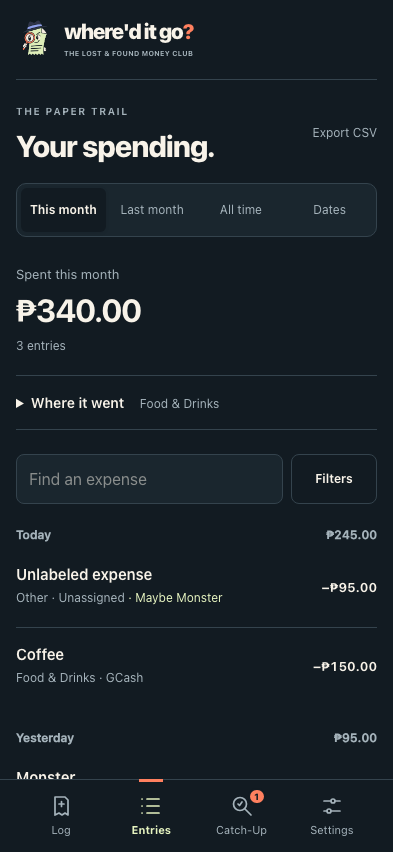 where'd it go?
THE LOST & FOUND MONEY CLUB
THE PAPER TRAIL
Your spending.
Export CSV
This month
Last month
All time
Dates
Spent this month
₱340.00
3 entries
Where it went
Food & Drinks
Find an expense
Filters
Today
₱245.00
Unlabeled expense
Other · Unassigned · Maybe Monster
−₱95.00
Coffee
Food & Drinks · GCash
−₱150.00
Yesterday
₱95.00
Monster
1
Log
Entries
Catch-Up
Settings